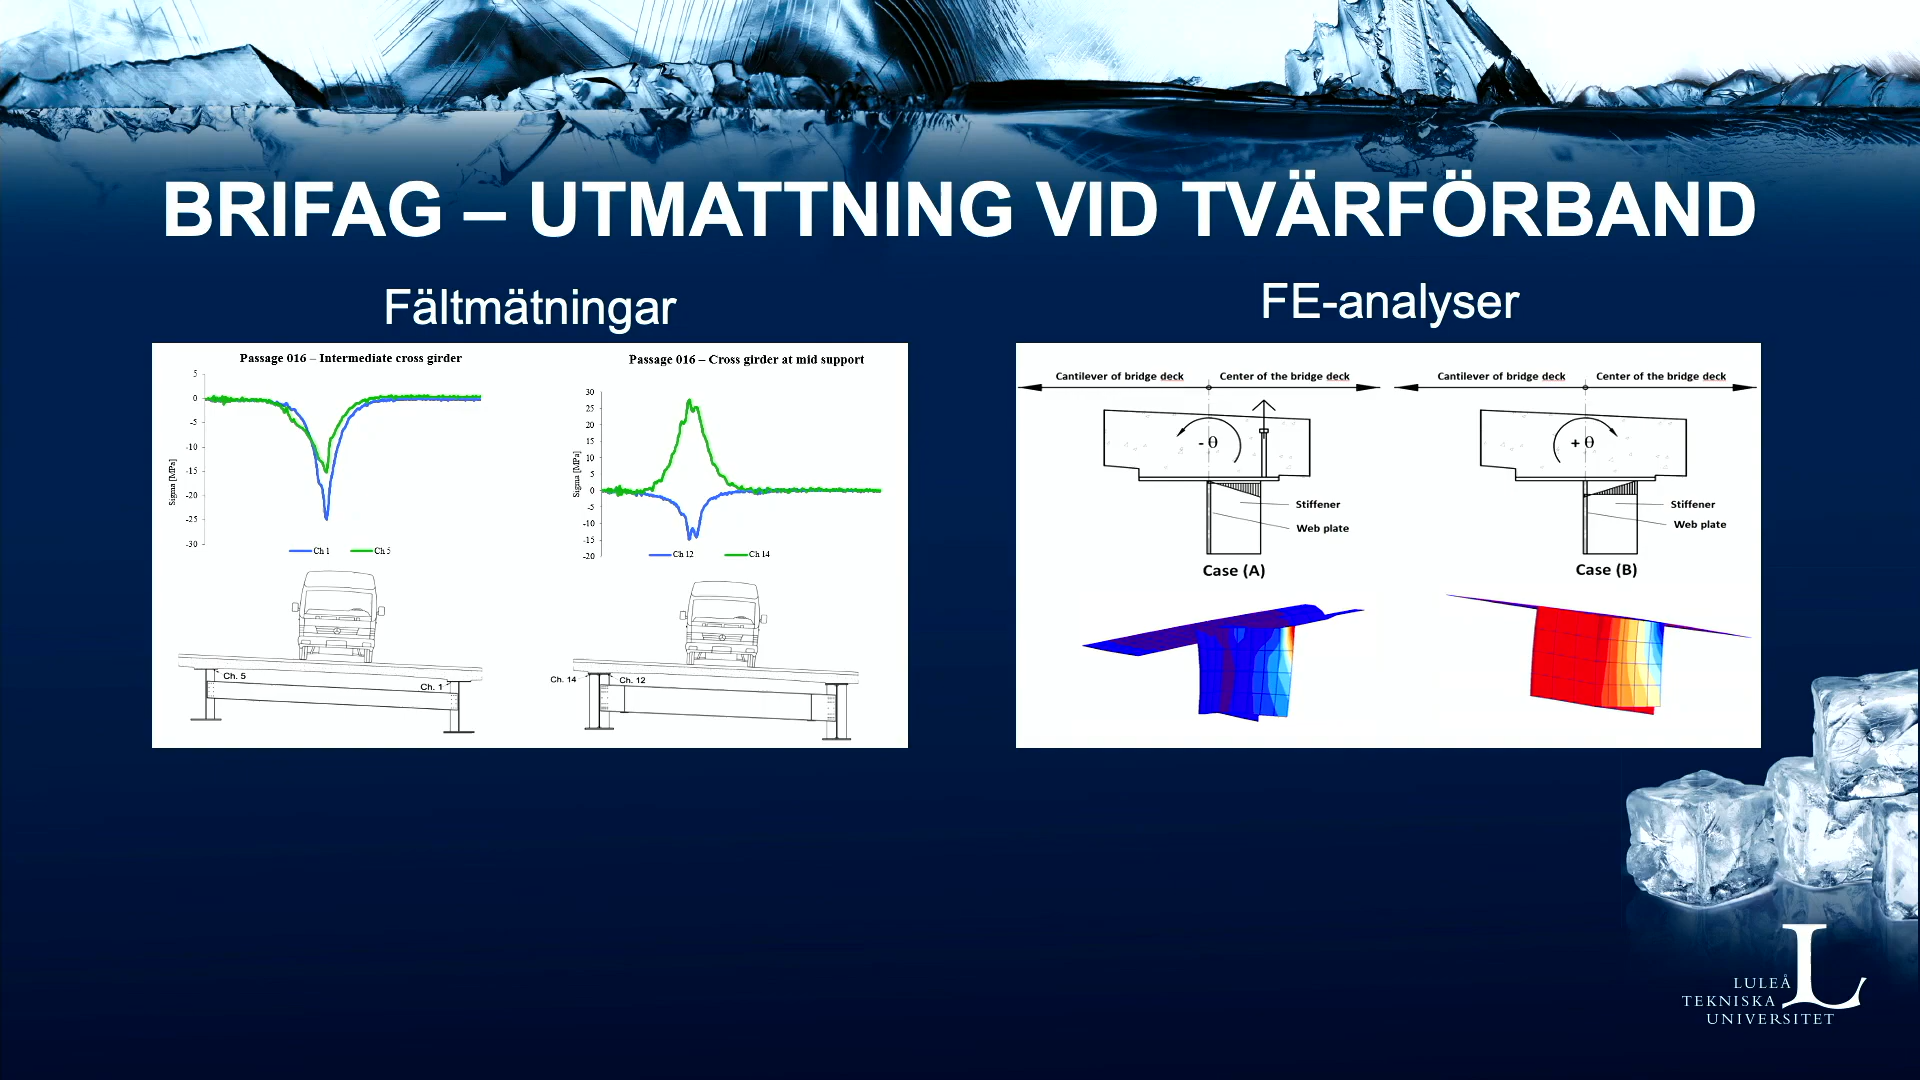 BRIFAG – UTMATTNING VID TVÄRFÖRBAND
Fältmätningar
FE-analyser
Passage 016 – Intermediate cross girder
5
0
-5
-10
-15
-20
-25
-30
Sigma [MPa]
Ch 1
Ch 5
Passage 016 – Cross girder at mid support
30
25
20
15
10
5
0
-5
-10
-15
-20
Sigma [MPa]
Ch 12
Ch 14
Ch. 5
Ch. 1
Ch. 14
Ch. 12
Cantilever of bridge deck
Center of the bridge deck
- θ
Stiffener
Web plate
Case (A)
Cantilever of bridge deck
Center of the bridge deck
+ θ
Stiffener
Web plate
Case (B)
LULEÅ
TEKNISKA
UNIVERSITET